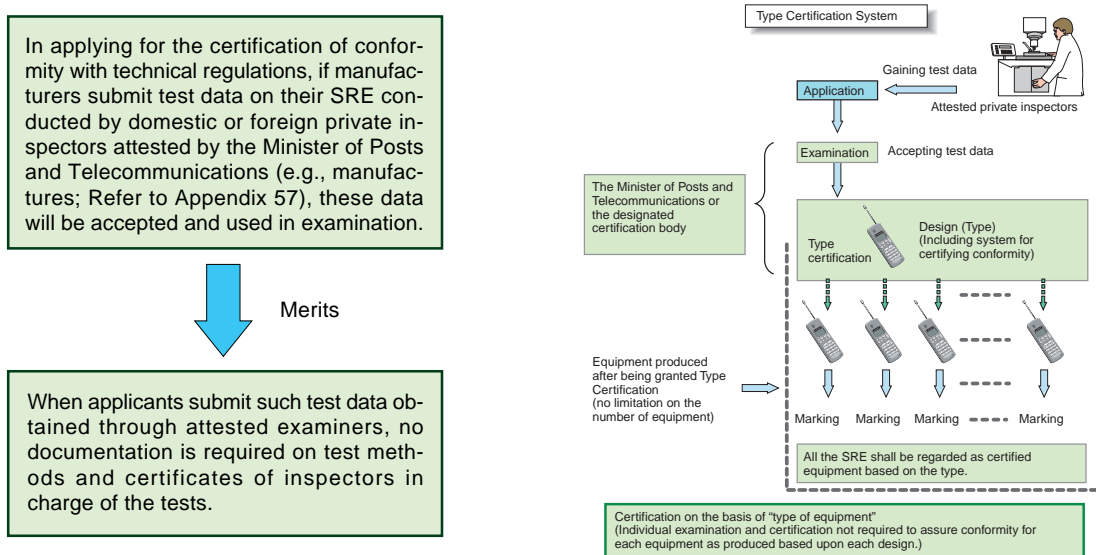 In applying for the certification of confor-
mity with technical regulations, if manufac-
turers submit test data on their SRE con-
ducted by domestic or foreign private in-
spectors attested by the Minister of Posts
and Telecommunications (e.g., manufac-
tures; Refer to Appendix 57), these data
will be accepted and used in examination.
Merits
When applicants submit such test data ob-
tained through attested examiners, no
documentation is required on test meth-
ods and certificates of inspectors in
charge of the tests.
Type Certification System
Gaining test data
Application
Attested private inspectors
Examination
Accepting test data
The Minister of Posts and
Telecommunications or
the designated
certification body
Type
certification
Design (Type)
(Including system for
certifying conformity)
Equipment produced
after being granted Type
Certification
(no limitation on the
number of equipment)
Marking Marking Marking Marking
All the SRE shall be regarded as certified
equipment based on the type.
Certification on the basis of “type of equipment”
(Individual examination and certification not required to assure conformity for
each equipment as produced based upon each design.)